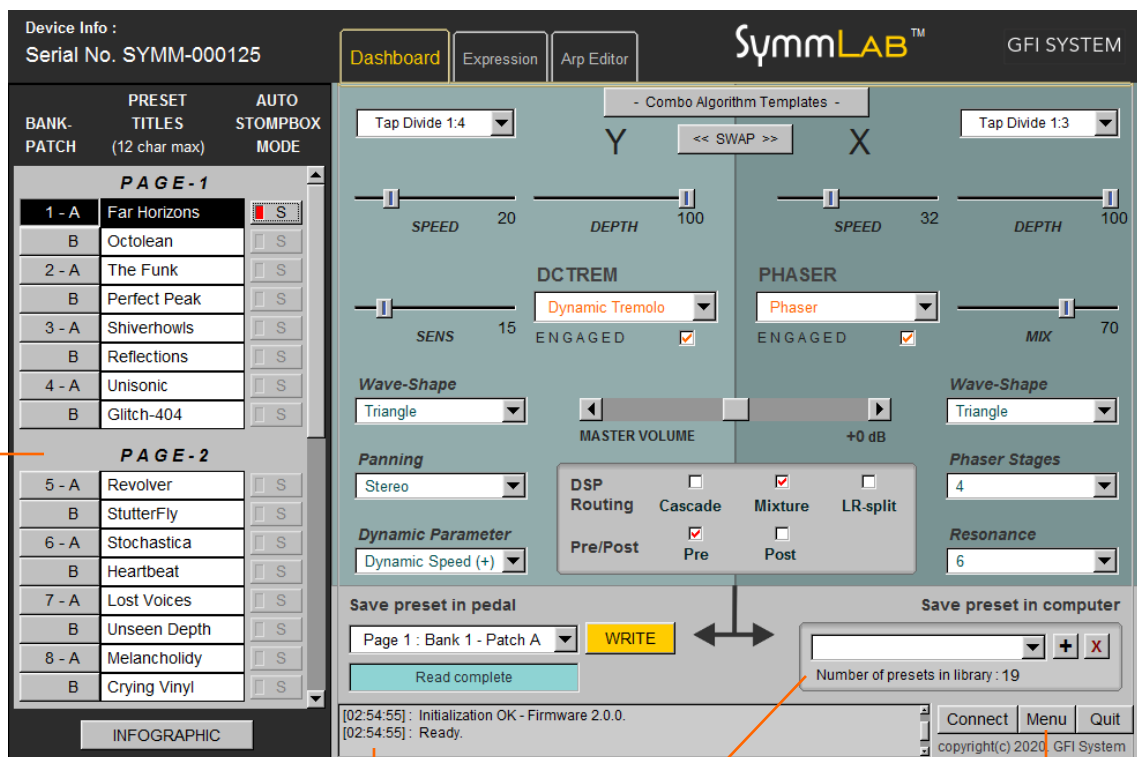 Device Info :
Serial No. SYMM-000125
Dashboard
Expression
Arp Editor
SymmLAB™
GFI SYSTEM
BANK-
PATCH
PRESET
TITLES
(12 char max)
AUTO
STOMPBOX
MODE
PAGE-1
1 - A Far Horizons S
B Octolean S
2 - A The Funk S
B Perfect Peak S
3 - A Shiverhowls S
B Reflections S
4 - A Unisonic S
B Glitch-404 S
PAGE-2
5 - A Revolver S
B StutterFly S
6 - A Stochastica S
B Heartbeat S
7 - A Lost Voices S
B Unseen Depth S
8 - A Melancholidy S
B Crying Vinyl S
INFOGRAPHIC
- Combo Algorithm Templates -
Tap Divide 1:4
Y
<< SWAP >>
X
Tap Divide 1:3
SPEED 20
DEPTH 100
SPEED 32
DEPTH 100
DCTREM
PHASER
Dynamic Tremolo
Phaser
SENS 15
ENGAGED
ENGAGED
MIX 70
Wave-Shape
Triangle
MASTER VOLUME +0 dB
Wave-Shape
Triangle
Panning
Stereo
DSP
Routing
Cascade
Mixture
LR-split
Pre/Post
Pre
Post
Phaser Stages
4
Dynamic Parameter
Dynamic Speed (+)
Resonance
6
Save preset in pedal
Page 1 : Bank 1 - Patch A
WRITE
Read complete
Save preset in computer
+
X
Number of presets in library : 19
[02:54:55] : Initialization OK - Firmware 2.0.0.
[02:54:55] : Ready.
Connect
Menu
Quit
copyright(c) 2020, GFI System